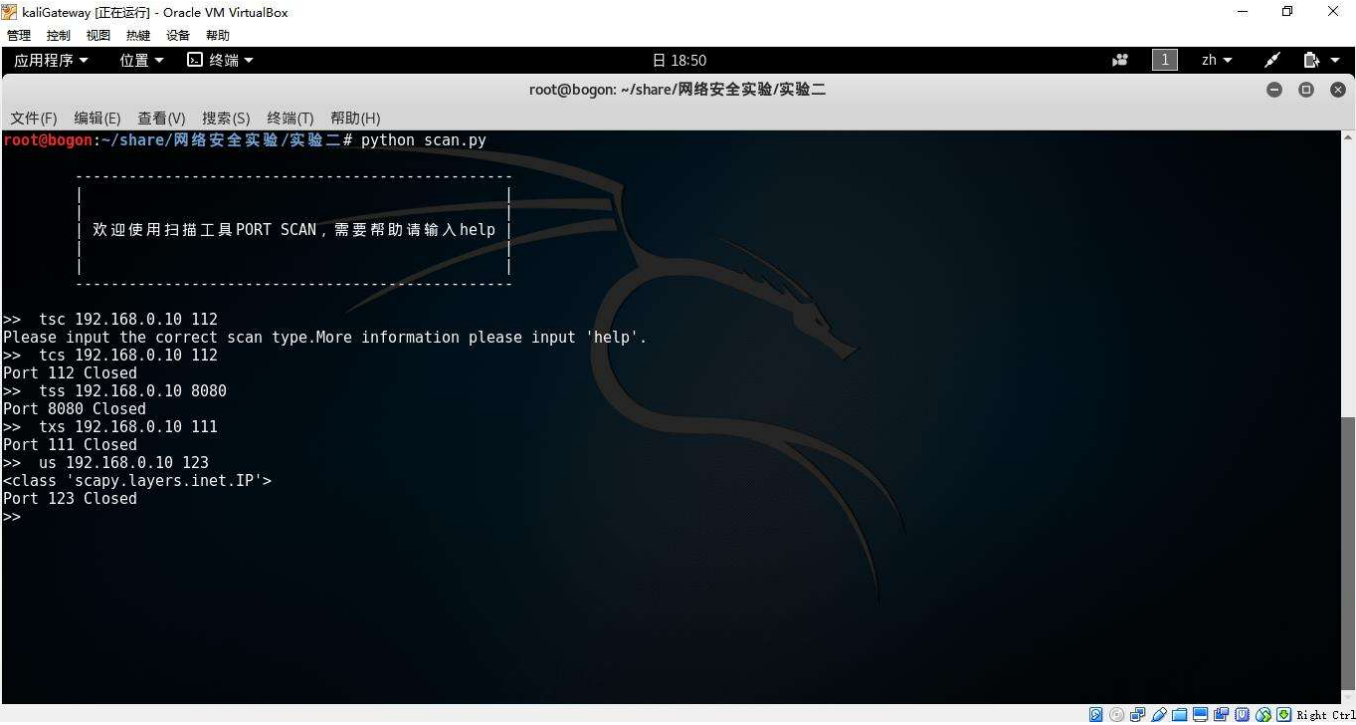 kaliGateway [正在运行] - Oracle VM VirtualBox
管理 控制 视图 热键 设备 帮助
应用程序 位置 终端 日 18:50 1 zh
root@bogon: ~/share/网络安全实验/实验二
文件(F) 编辑(E) 查看(V) 搜索(S) 终端(T) 帮助(H)
root@bogon:~/share/网络安全实验/实验二# python scan.py
-------------------------------------------------
|                                               |
|                                               |
| 欢迎使用扫描工具PORT SCAN，需要帮助请输入help |
|                                               |
|                                               |
-------------------------------------------------
>> tsc 192.168.0.10 112
Please input the correct scan type.More information please input 'help'.
>> tcs 192.168.0.10 112
Port 112 Closed
>> tss 192.168.0.10 8080
Port 8080 Closed
>> txs 192.168.0.10 111
Port 111 Closed
>> us 192.168.0.10 123
<class 'scapy.layers.inet.IP'>
Port 123 Closed
>>
Right Ctrl